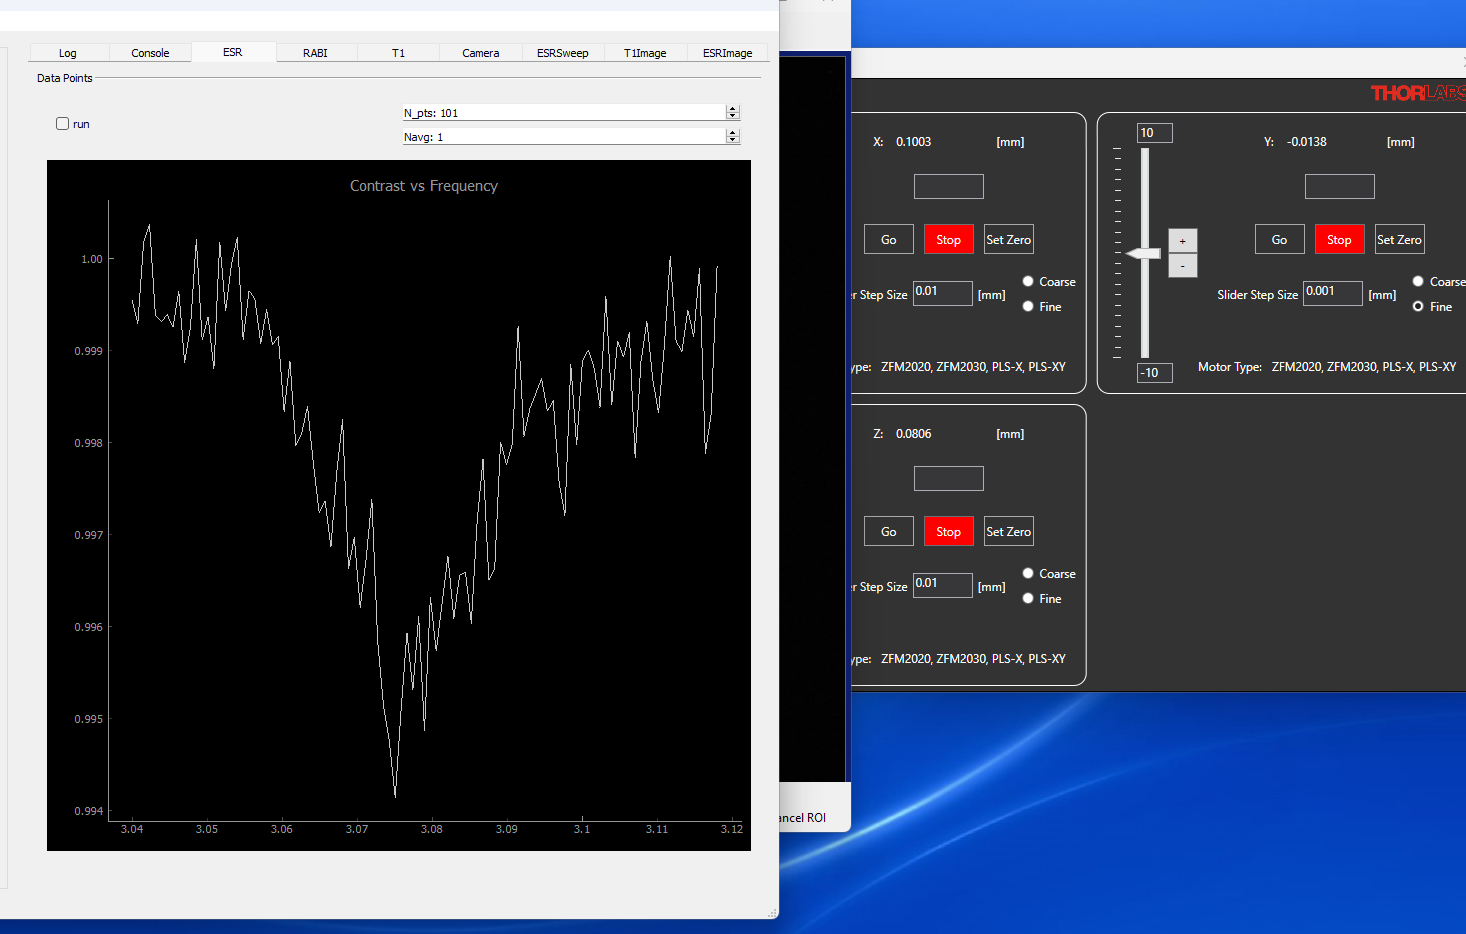 Log Console ESR RABI T1 Camera ESRSweep T1Image ESRImage
Data Points
run
N_pts: 101
Navg: 1
Contrast vs Frequency
1.00
0.999
0.998
0.997
0.996
0.995
0.994
3.04 3.05 3.06 3.07 3.08 3.09 3.1 3.11 3.12
ancel ROI
THORLABS
X: 0.1003 [mm]
Go Stop Set Zero
Coarse
er Step Size 0.01 [mm]
Fine
ype: ZFM2020, ZFM2030, PLS-X, PLS-XY
10
Y: -0.0138 [mm]
+
-
Go Stop Set Zero
Coarse
Slider Step Size 0.001 [mm]
Fine
-10
Motor Type: ZFM2020, ZFM2030, PLS-X, PLS-XY
Z: 0.0806 [mm]
Go Stop Set Zero
Coarse
er Step Size 0.01 [mm]
Fine
ype: ZFM2020, ZFM2030, PLS-X, PLS-XY